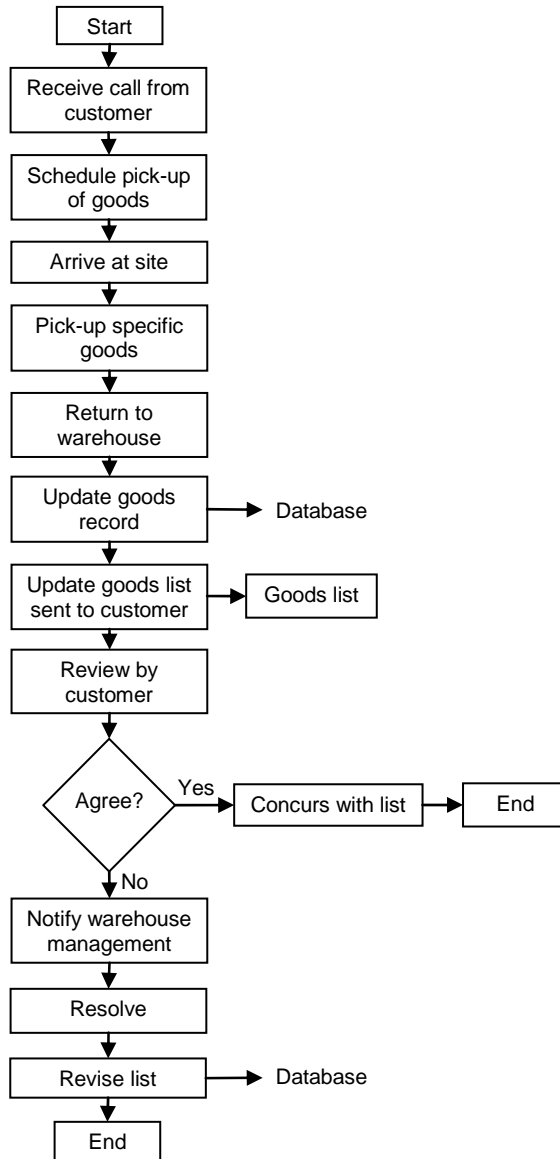 Start
Receive call from
customer
Schedule pick-up
of goods
Arrive at site
Pick-up specific
goods
Return to
warehouse
Update goods
record
Database
Update goods list
sent to customer
Goods list
Review by
customer
Agree?
Yes
Concurs with list
End
No
Notify warehouse
management
Resolve
Revise list
Database
End